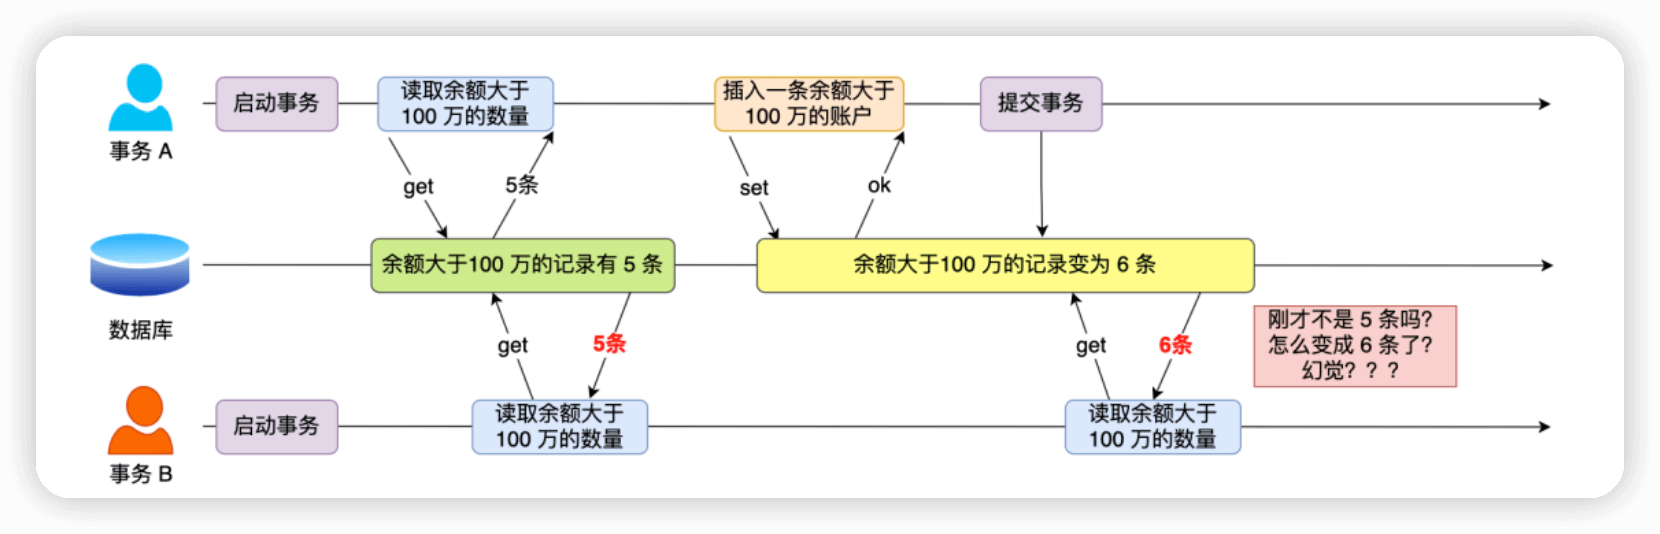 启动事务
读取余额大于
100 万的数量
插入一条余额大于
100 万的账户
提交事务
事务 A
get
5条
set
ok
余额大于100 万的记录有 5 条
余额大于100 万的记录变为 6 条
数据库
get
5条
get
6条
刚才不是 5 条吗？
怎么变成 6 条了？
幻觉？？？
启动事务
读取余额大于
100 万的数量
读取余额大于
100 万的数量
事务 B